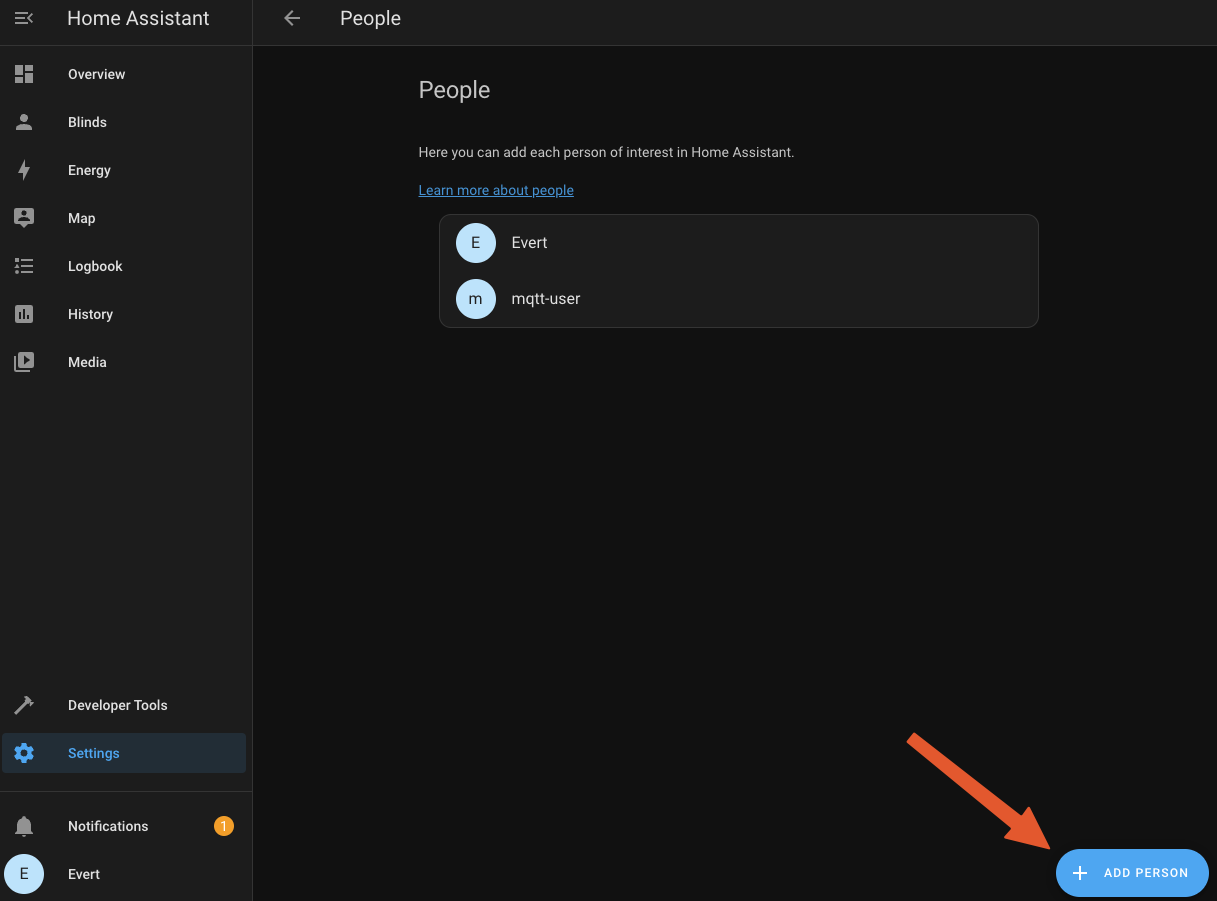 Home Assistant
People
Overview
Blinds
Energy
Map
Logbook
History
Media
Developer Tools
Settings
Notifications 1
E Evert
People
Here you can add each person of interest in Home Assistant.
Learn more about people
E Evert
m mqtt-user
ADD PERSON